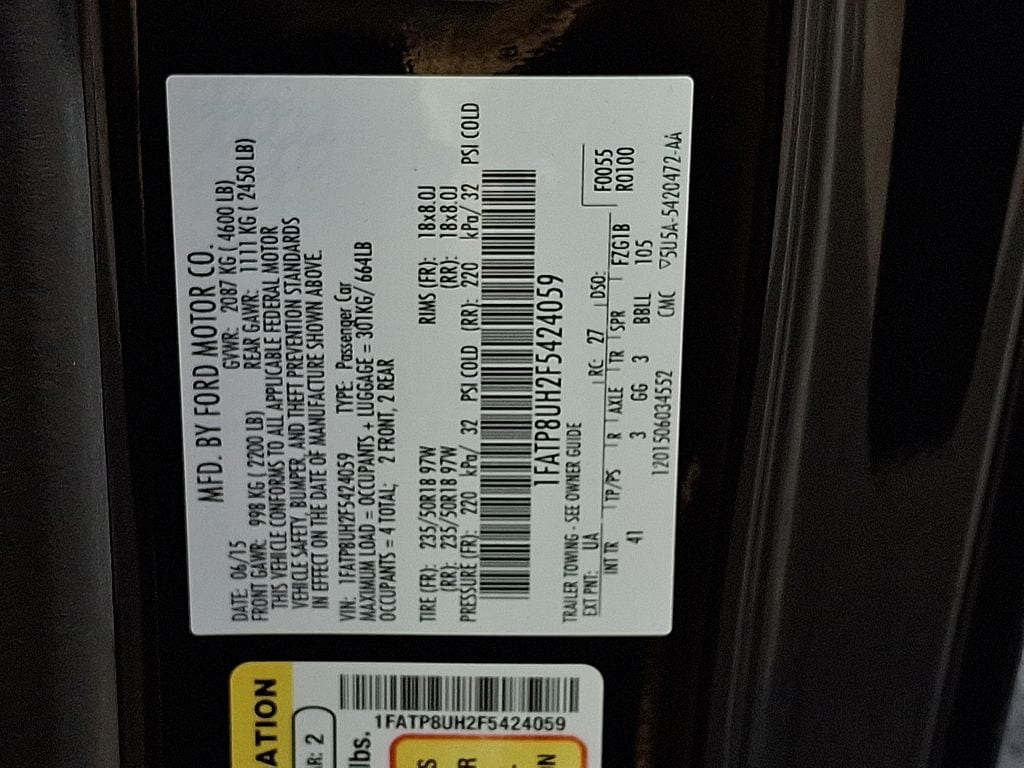 MFD. BY FORD MOTOR CO.
DATE: 06/15 GVWR: 2087 KG ( 4600 LB)
FRONT GAWR: 998 KG ( 2200 LB) REAR GAWR: 1111 KG ( 2450 LB)
THIS VEHICLE CONFORMS TO ALL APPLICABLE FEDERAL MOTOR
VEHICLE SAFETY, BUMPER, AND THEFT PREVENTION STANDARDS
IN EFFECT ON THE DATE OF MANUFACTURE SHOWN ABOVE.
VIN: 1FATP8UH2F5424059 TYPE: Passenger Car
MAXIMUM LOAD = OCCUPANTS + LUGGAGE = 301KG/ 664LB
OCCUPANTS = 4 TOTAL; 2 FRONT, 2 REAR
TIRE (FR): 235/50R18 97W RIMS (FR): 18x8.0J
(RR): 235/50R18 97W (RR): 18x8.0J
PRESSURE (FR): 220 kPa/ 32 PSI COLD (RR): 220 kPa/ 32 PSI COLD
1FATP8UH2F5424059
TRAILER TOWING - SEE OWNER GUIDE
EXT PNT: UA RC: 27 DSO: F0055
INT TR TP/PS R AXLE TR SPR FZG1B R0100
41 3 GG 3 BBLL 105
1201506034552 CMC ▽5U5A-5420472-AA
ATION
AR: 2
lbs.
1FATP8UH2F5424059
S
R
N